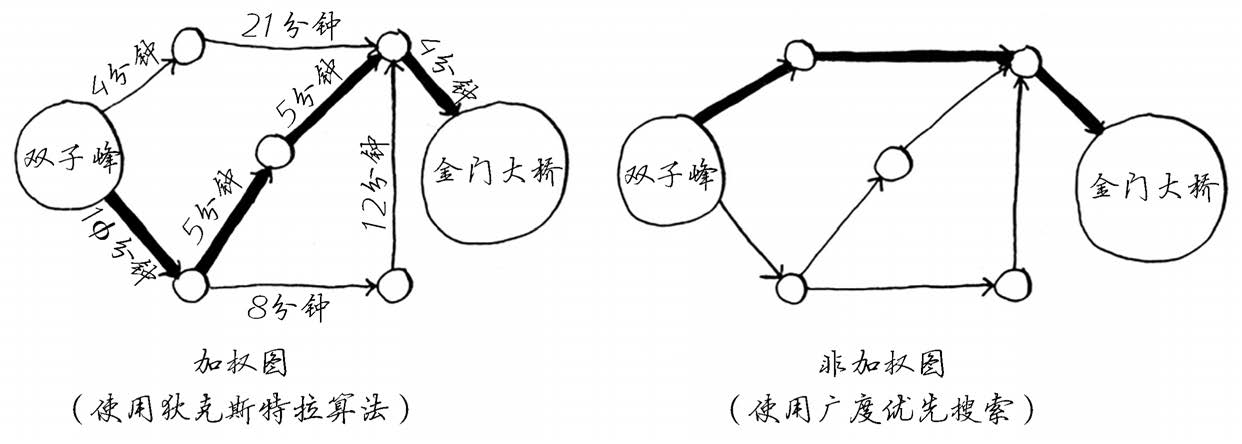 21分钟
4分钟
4分钟
5分钟
双子峰
金门大桥
双子峰
金门大桥
5分钟
12分钟
10分钟
8分钟
加权图
非加权图
（使用狄克斯特拉算法）
（使用广度优先搜索）